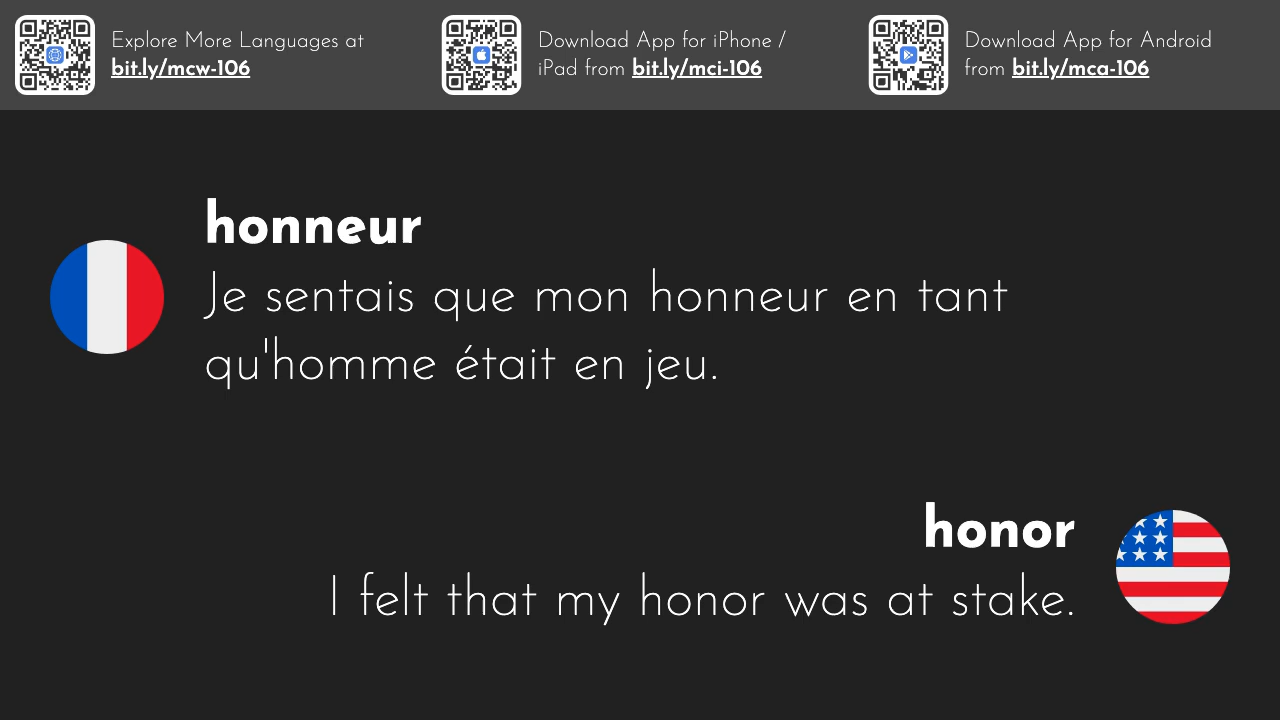 Explore More Languages at
bit.ly/mcw-106
Download App for iPhone /
iPad from bit.ly/mci-106
Download App for Android
from bit.ly/mca-106
honneur
Je sentais que mon honneur en tant
qu'homme était en jeu.
honor
I felt that my honor was at stake.